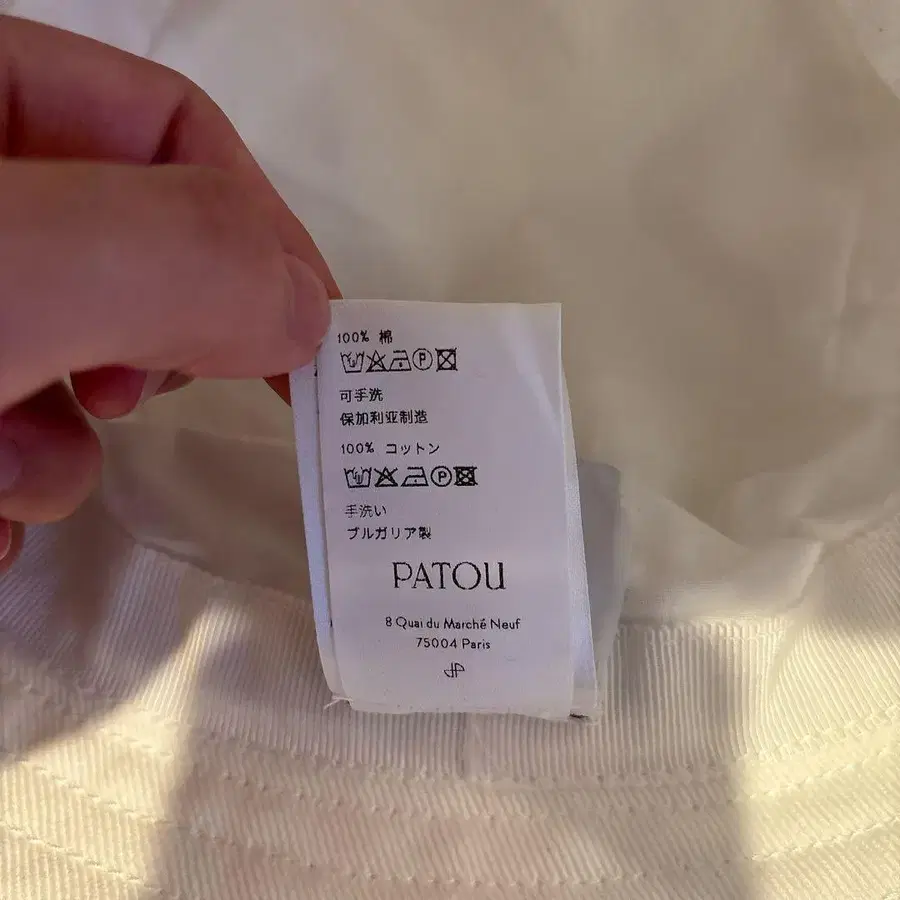 100% 棉
可手洗
保加利亚制造
100% コットン
手洗い
ブルガリア製
PATOU
8 Quai du Marché Neuf
75004 Paris